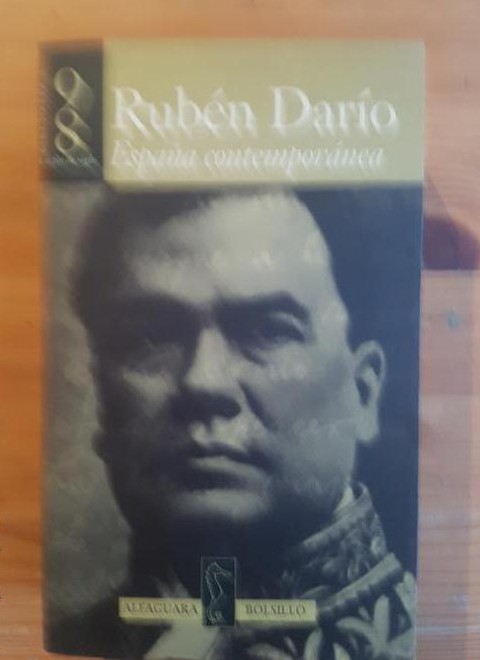 98
Rubén Darío
España contemporánea
ALFAGUARA BOLSILLO